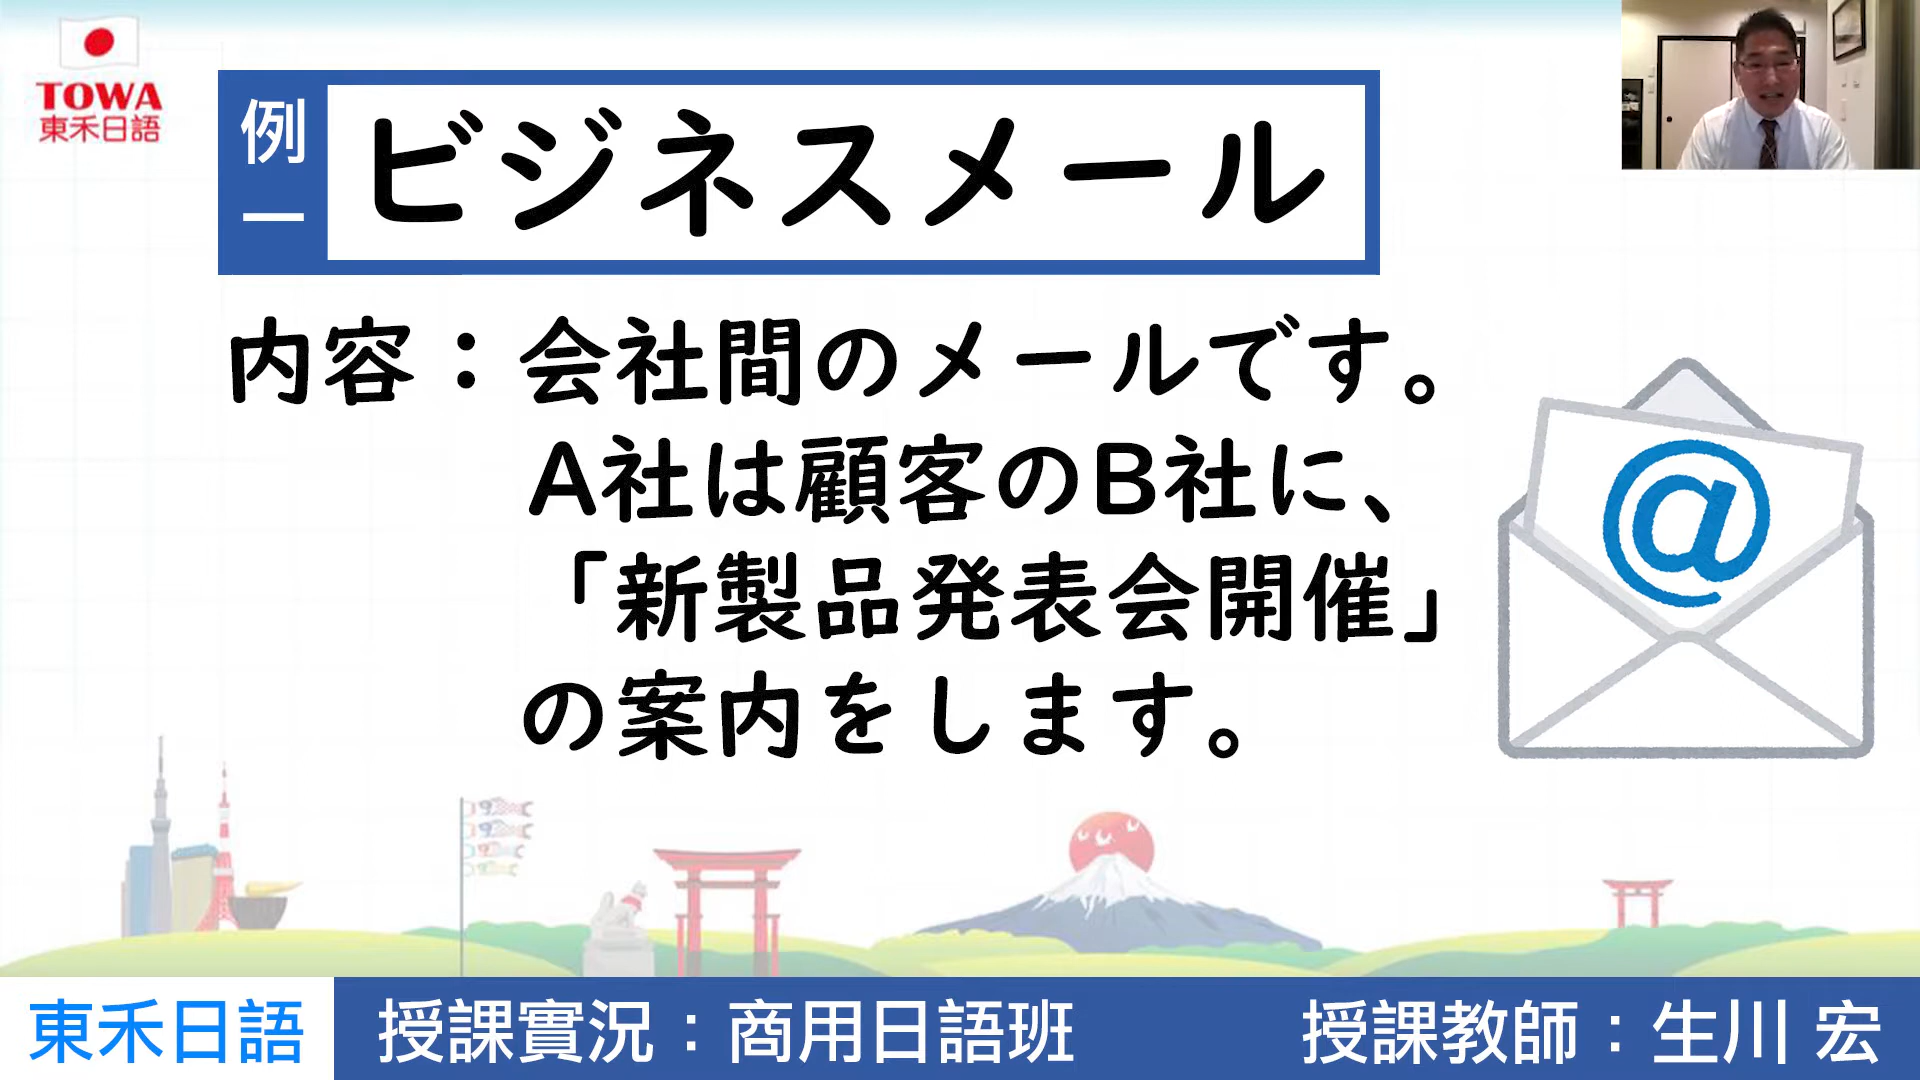 TOWA
東禾日語
例一
ビジネスメール
内容：会社間のメールです。
A社は顧客のB社に、
「新製品発表会開催」
の案内をします。
@
東禾日語
授課實況：商用日語班
授課教師：生川 宏